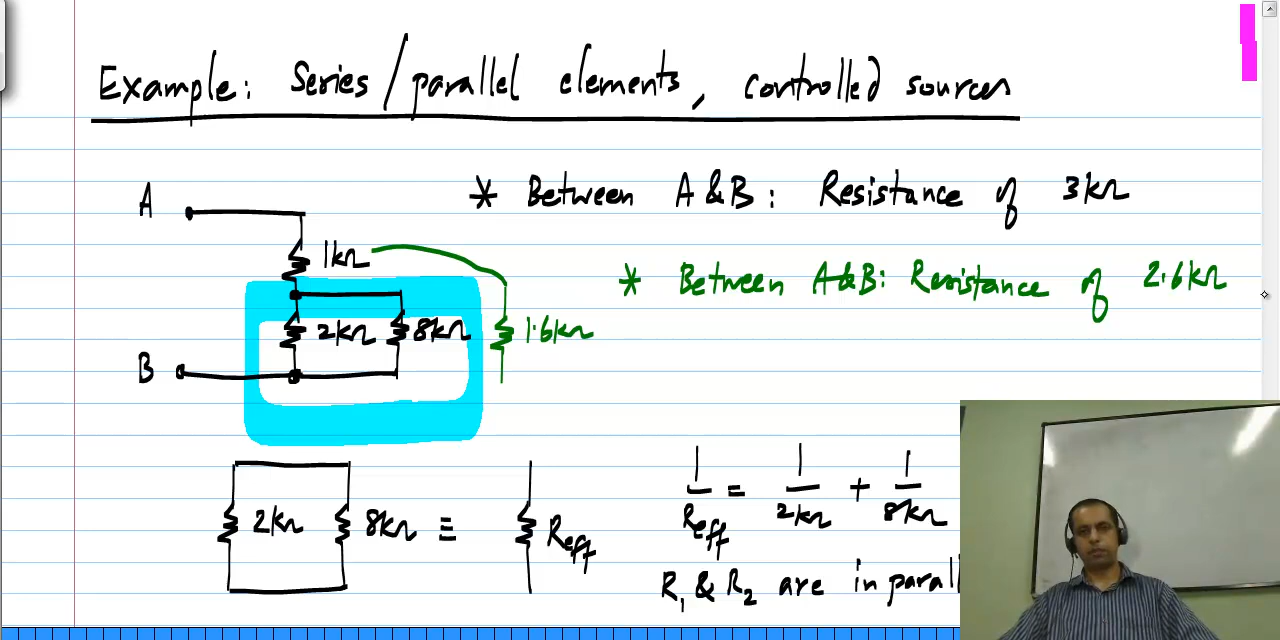 Example: Series/parallel elements, controlled sources
A
* Between A&B: Resistance of 3kΩ
1kΩ
* Between A&B: Resistance of 2.6kΩ
2kΩ 8kΩ 1.6kΩ
B
2kΩ 8kΩ ≡ Reff
1/Reff = 1/2kΩ + 1/8kΩ
R1 & R2 are in parall